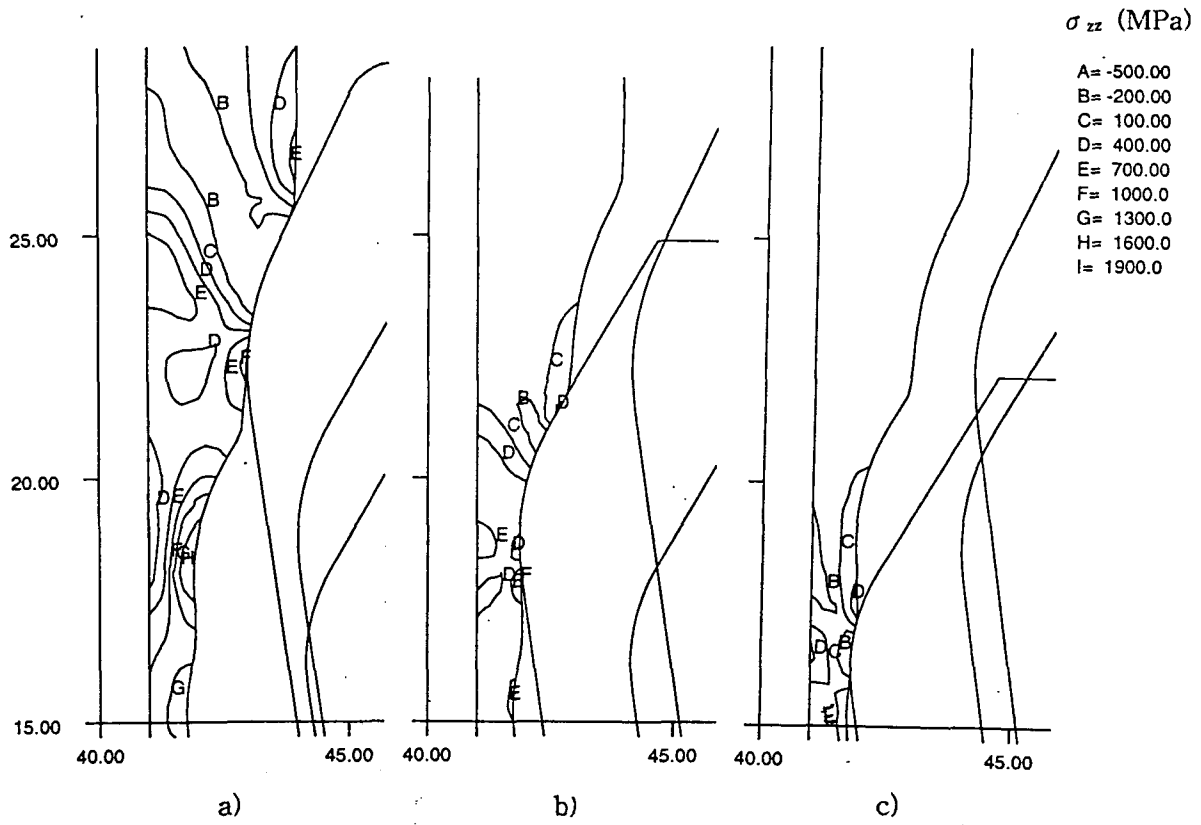 σ zz (MPa)
A= -500.00
B= -200.00
C= 100.00
D= 400.00
E= 700.00
F= 1000.0
G= 1300.0
H= 1600.0
I= 1900.0
B
D
E
B
C
D
E
D
E
F
D
E
G
H
G
25.00
20.00
15.00
40.00
45.00
a)
C
B
D
C
D
E
D
D
F
E
40.00
45.00
b)
C
B
D
D
C
B
E
40.00
45.00
c)